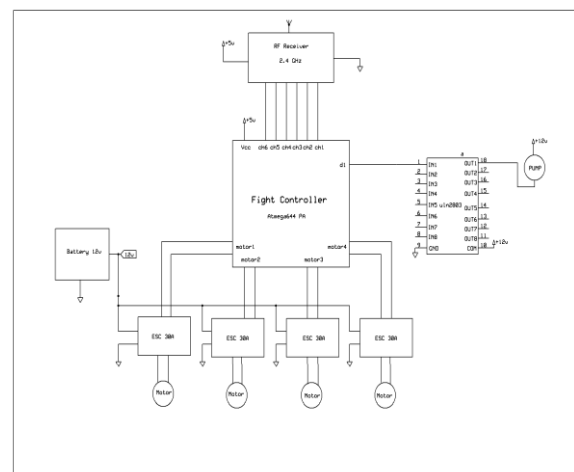 RF Receiver
2.4 GHz
+5v
ch6 ch5 ch4 ch3 ch2 ch1
+5v
Vcc
d1
Fight Controller
Atmega644 PA
motor1
motor4
motor2
motor3
1 IN1 OUT1 18
2 IN2 OUT2 17
3 IN3 OUT3 16
4 IN4 OUT4 15
5 IN5 uln2803 OUT5 14
6 IN6 OUT6 13
7 IN7 OUT7 12
8 IN8 OUT8 11
9 GND COM 10
+12v
PUMP
+12v
Battery 12v
12v
ESC 30A
ESC 30A
ESC 30A
ESC 30A
Motor
Motor
Motor
Motor